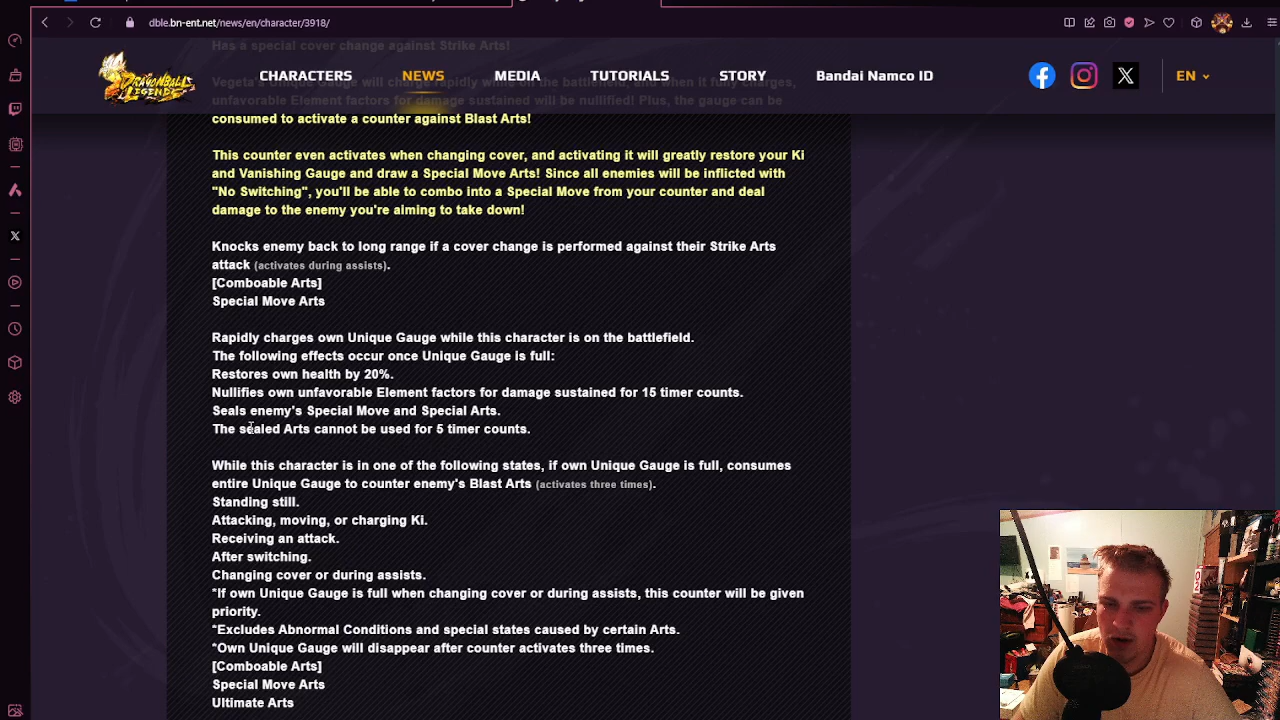 dble.bn-ent.net/news/en/character/3918/
Has a special cover change against Strike Arts!
DRAGON BALL
LEGENDS
CHARACTERS
NEWS
MEDIA
TUTORIALS
STORY
Bandai Namco ID
EN
Vegeta's Unique Gauge will charge rapidly while on the battlefield, and when it fully charges,
unfavorable Element factors for damage sustained will be nullified! Plus, the gauge can be
consumed to activate a counter against Blast Arts!
This counter even activates when changing cover, and activating it will greatly restore your Ki
and Vanishing Gauge and draw a Special Move Arts! Since all enemies will be inflicted with
"No Switching", you'll be able to combo into a Special Move from your counter and deal
damage to the enemy you're aiming to take down!
Knocks enemy back to long range if a cover change is performed against their Strike Arts
attack (activates during assists).
[Comboable Arts]
Special Move Arts
Rapidly charges own Unique Gauge while this character is on the battlefield.
The following effects occur once Unique Gauge is full:
Restores own health by 20%.
Nullifies own unfavorable Element factors for damage sustained for 15 timer counts.
Seals enemy's Special Move and Special Arts.
The sealed Arts cannot be used for 5 timer counts.
While this character is in one of the following states, if own Unique Gauge is full, consumes
entire Unique Gauge to counter enemy's Blast Arts (activates three times).
Standing still.
Attacking, moving, or charging Ki.
Receiving an attack.
After switching.
Changing cover or during assists.
*If own Unique Gauge is full when changing cover or during assists, this counter will be given
priority.
*Excludes Abnormal Conditions and special states caused by certain Arts.
*Own Unique Gauge will disappear after counter activates three times.
[Comboable Arts]
Special Move Arts
Ultimate Arts